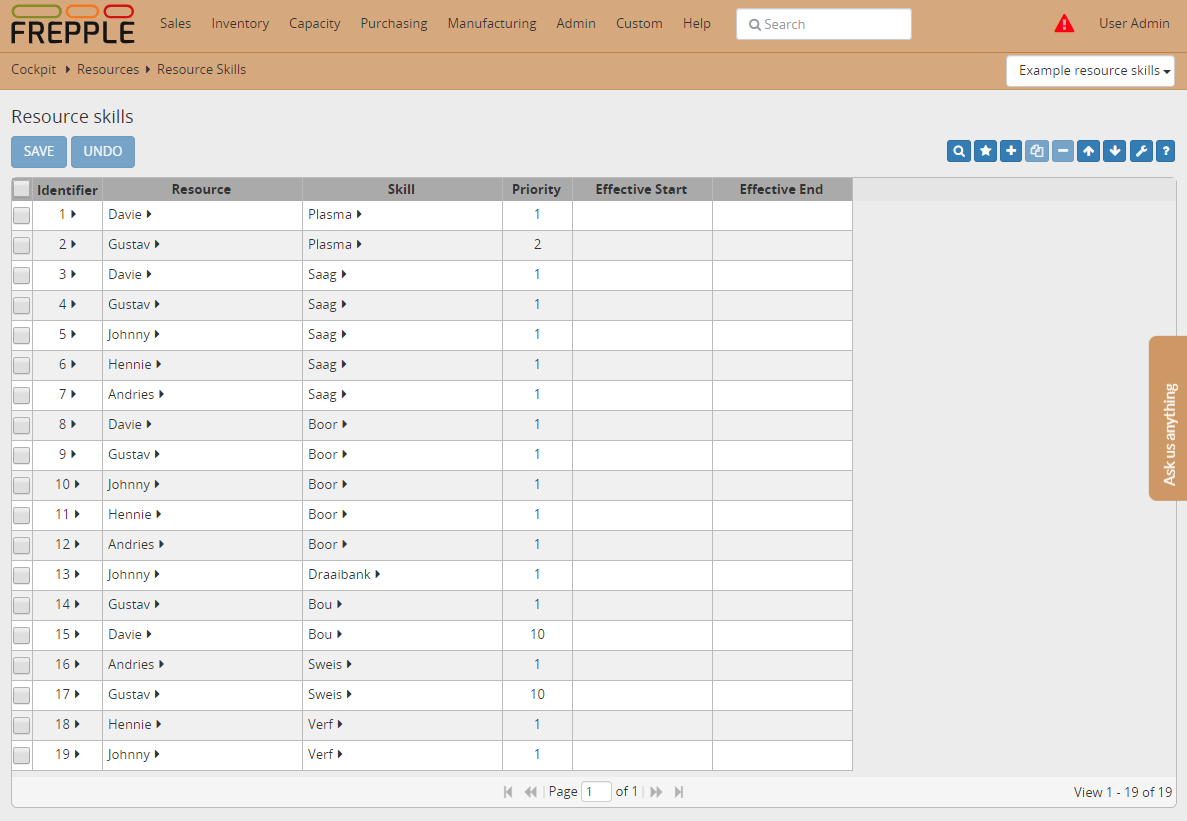 FREPPLE Sales Inventory Capacity Purchasing Manufacturing Admin Custom Help Search User Admin
Cockpit Resources Resource Skills Example resource skills
Resource skills
SAVE UNDO ?
Identifier Resource Skill Priority Effective Start Effective End
1 Davie Plasma 1
2 Gustav Plasma 2
3 Davie Saag 1
4 Gustav Saag 1
5 Johnny Saag 1
6 Hennie Saag 1
7 Andries Saag 1
8 Davie Boor 1
9 Gustav Boor 1
10 Johnny Boor 1
11 Hennie Boor 1
12 Andries Boor 1
13 Johnny Draaibank 1
14 Gustav Bou 1
15 Davie Bou 10
16 Andries Sweis 1
17 Gustav Sweis 10
18 Hennie Verf 1
19 Johnny Verf 1
Page 1 of 1 View 1 - 19 of 19
Ask us anything